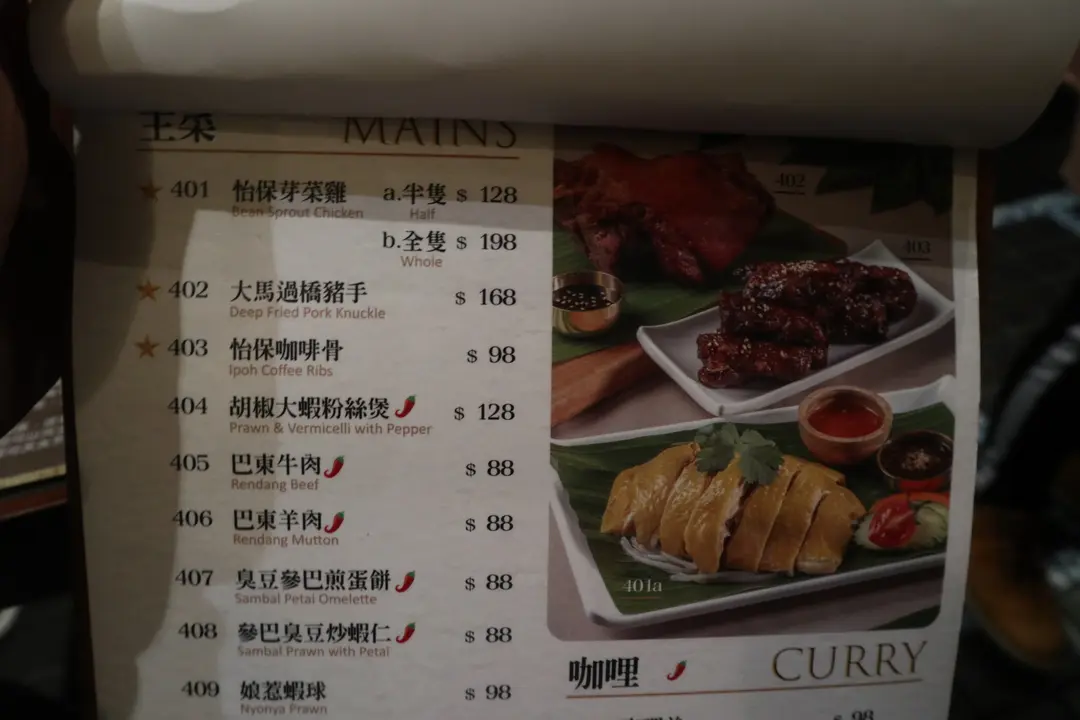 主菜 MAINS
401 怡保芽菜雞 a.半隻 $ 128
Bean Sprout Chicken Half
b.全隻 $ 198
Whole
402 大馬過橋豬手 $ 168
Deep Fried Pork Knuckle
403 怡保咖啡骨 $ 98
Ipoh Coffee Ribs
404 胡椒大蝦粉絲煲 $ 128
Prawn & Vermicelli with Pepper
405 巴東牛肉 $ 88
Rendang Beef
406 巴東羊肉 $ 88
Rendang Mutton
407 臭豆參巴煎蛋餅 $ 88
Sambal Petai Omelette
408 參巴臭豆炒蝦仁 $ 88
Sambal Prawn with Petai
409 娘惹蝦球 $ 98
Nyonya Prawn
402
403
401a
咖哩 CURRY
$ 98